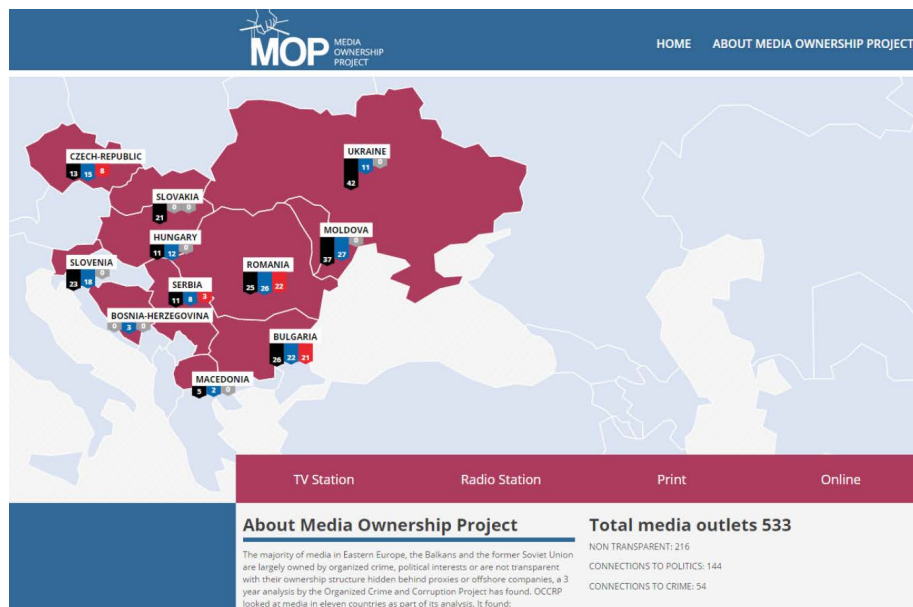 MOP MEDIA
OWNERSHIP
PROJECT
HOME ABOUT MEDIA OWNERSHIP PROJECT
CZECH-REPUBLIC
13 15 8
UKRAINE
42 11 0
SLOVAKIA
21 0 0
MOLDOVA
37 27 0
HUNGARY
11 12 0
SLOVENIA
23 18 0
ROMANIA
25 26 22
SERBIA
11 8 3
BOSNIA-HERZEGOVINA
0 3 0
BULGARIA
26 22 21
MACEDONIA
5 2 0
TV Station Radio Station Print Online
About Media Ownership Project
The majority of media in Eastern Europe, the Balkans and the former Soviet Union
are largely owned by organized crime, political interests or are not transparent
with their ownership structure hidden behind proxies or offshore companies, a 3
year analysis by the Organized Crime and Corruption Project has found. OCCRP
looked at media in eleven countries as part of its analysis. It found:
Total media outlets 533
NON TRANSPARENT: 216
CONNECTIONS TO POLITICS: 144
CONNECTIONS TO CRIME: 54